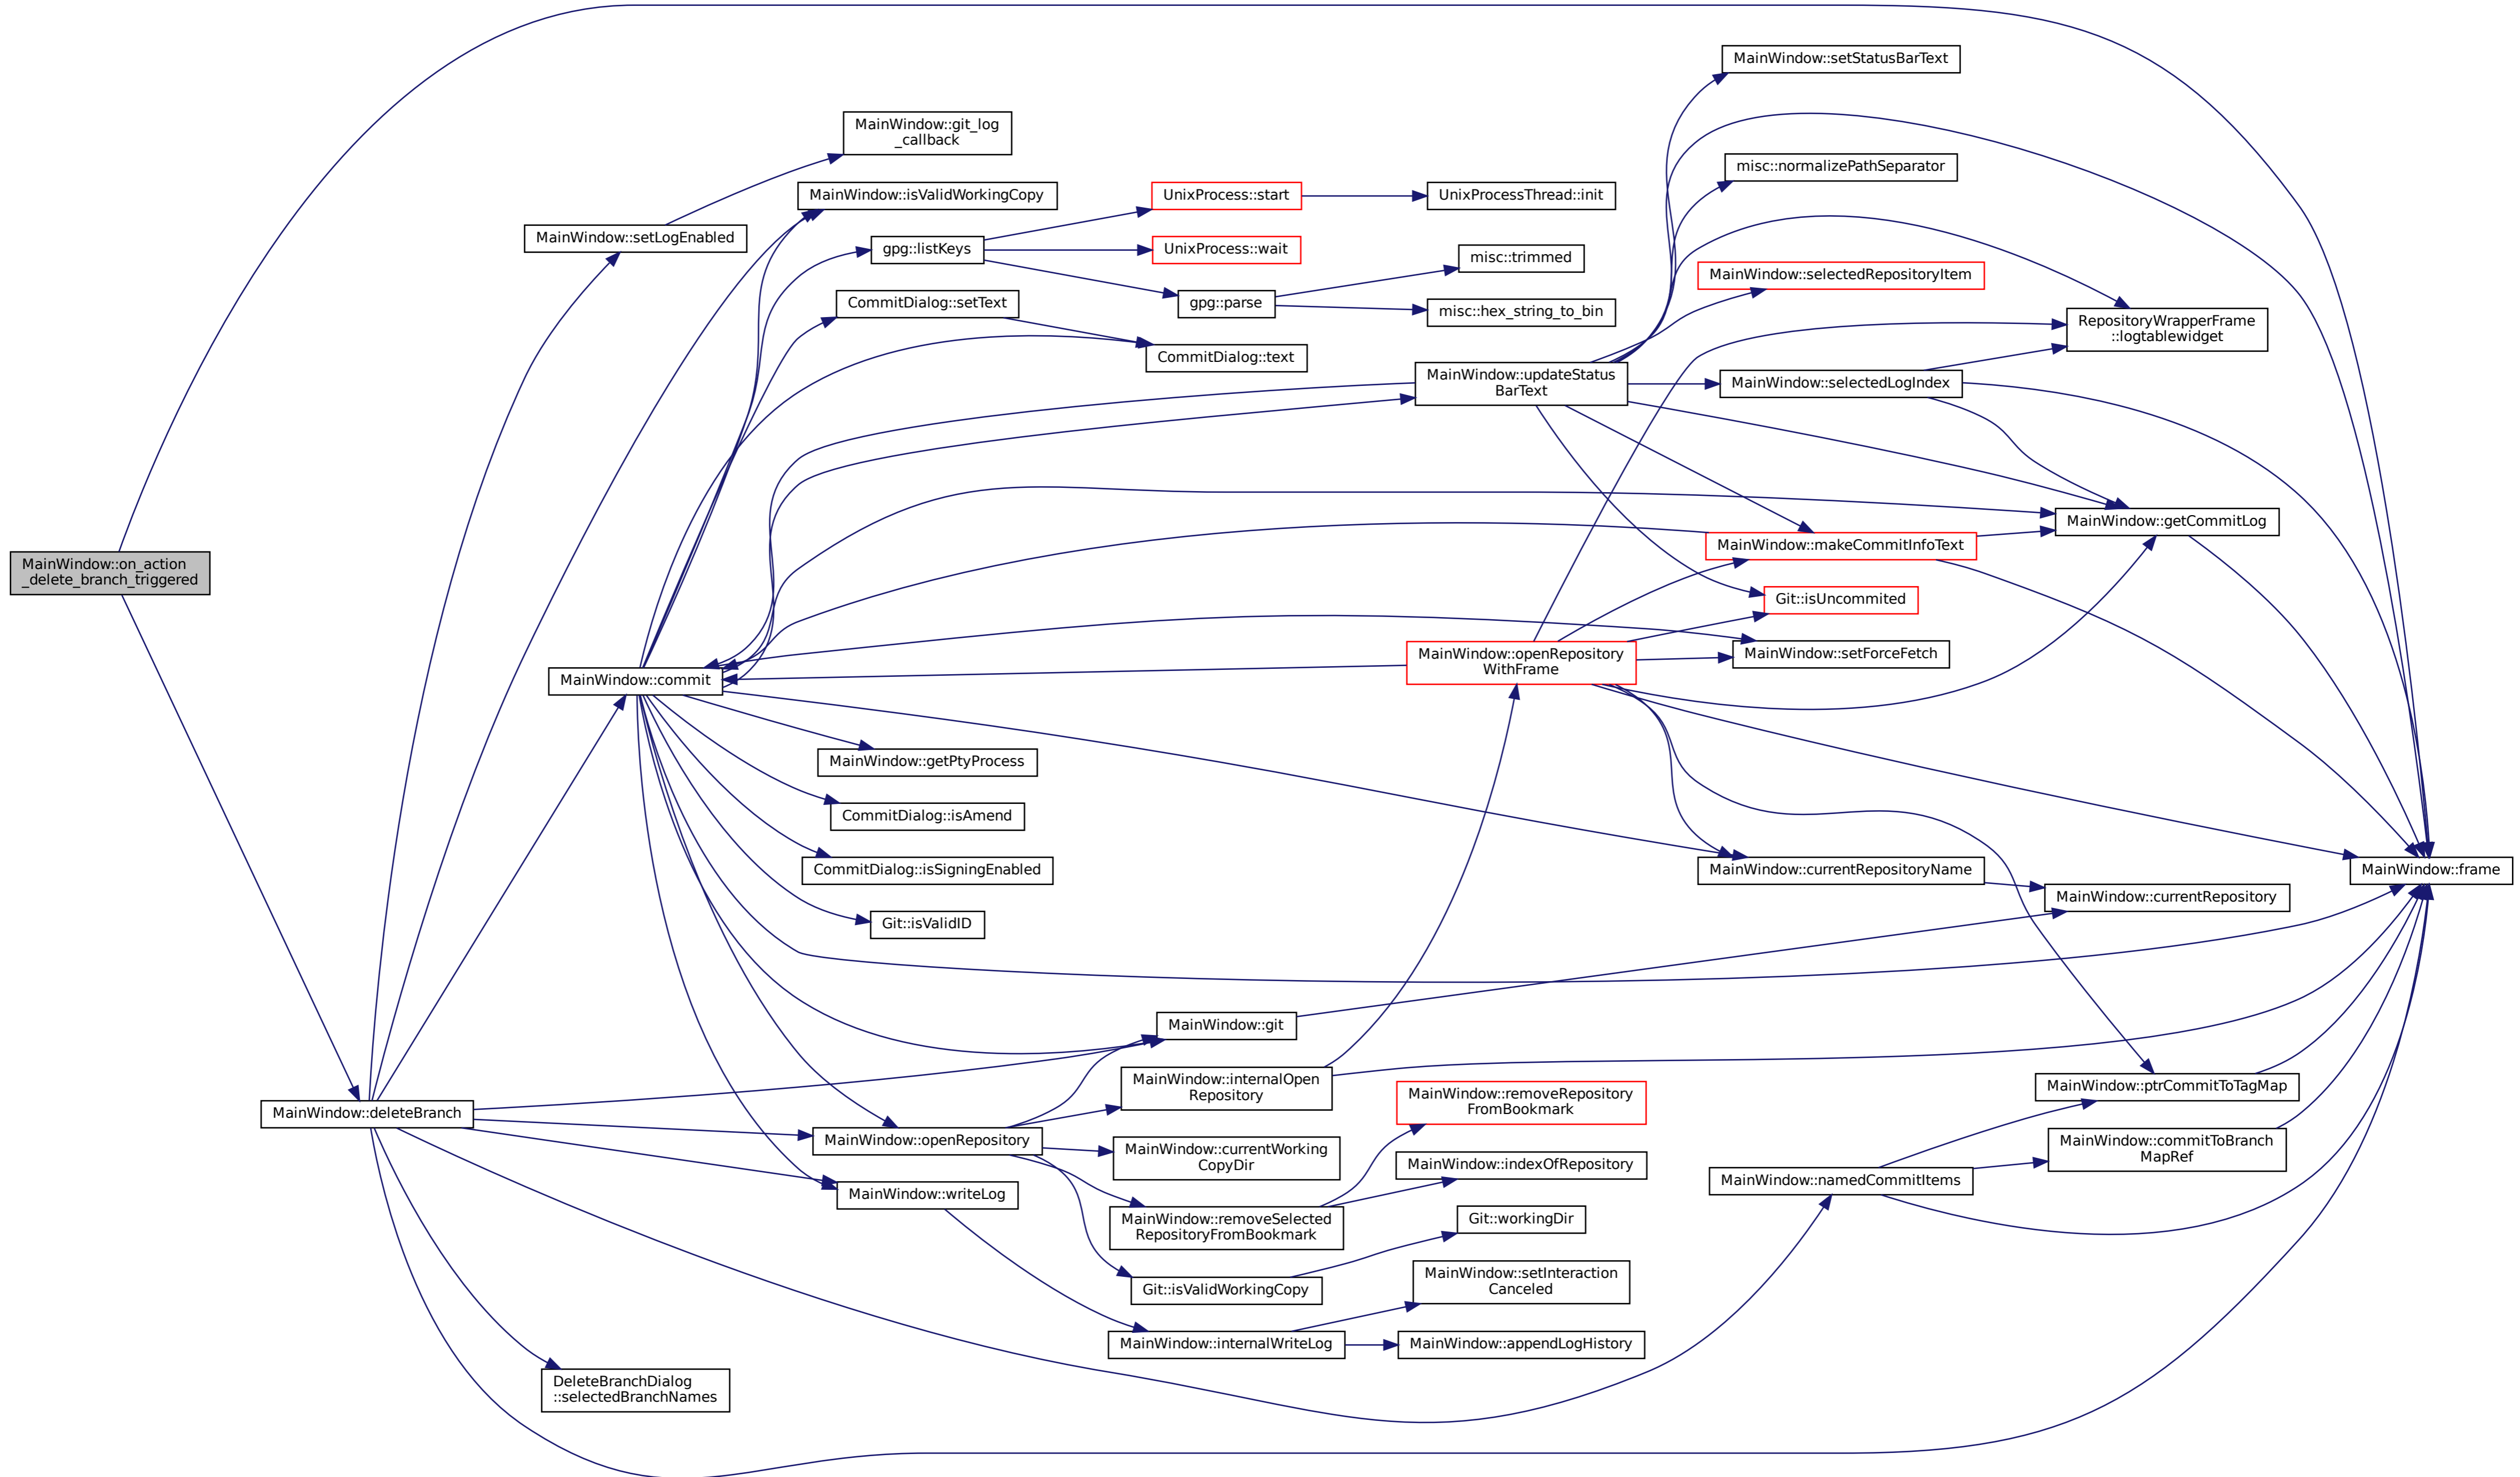 MainWindow::on_action
_delete_branch_triggered
MainWindow::deleteBranch
MainWindow::setLogEnabled
MainWindow::commit
DeleteBranchDialog
::selectedBranchNames
MainWindow::git_log
_callback
MainWindow::isValidWorkingCopy
gpg::listKeys
CommitDialog::setText
MainWindow::getPtyProcess
CommitDialog::isAmend
CommitDialog::isSigningEnabled
Git::isValidID
MainWindow::openRepository
MainWindow::writeLog
UnixProcess::start
UnixProcess::wait
gpg::parse
CommitDialog::text
MainWindow::git
MainWindow::internalOpen
Repository
MainWindow::currentWorking
CopyDir
MainWindow::removeSelected
RepositoryFromBookmark
Git::isValidWorkingCopy
MainWindow::internalWriteLog
UnixProcessThread::init
misc::trimmed
misc::hex_string_to_bin
MainWindow::updateStatus
BarText
MainWindow::openRepository
WithFrame
MainWindow::removeRepository
FromBookmark
MainWindow::indexOfRepository
Git::workingDir
MainWindow::setInteraction
Canceled
MainWindow::appendLogHistory
MainWindow::setStatusBarText
misc::normalizePathSeparator
MainWindow::selectedRepositoryItem
MainWindow::selectedLogIndex
MainWindow::makeCommitInfoText
Git::isUncommited
MainWindow::setForceFetch
MainWindow::currentRepositoryName
MainWindow::namedCommitItems
RepositoryWrapperFrame
::logtablewidget
MainWindow::getCommitLog
MainWindow::currentRepository
MainWindow::ptrCommitToTagMap
MainWindow::commitToBranch
MapRef
MainWindow::frame